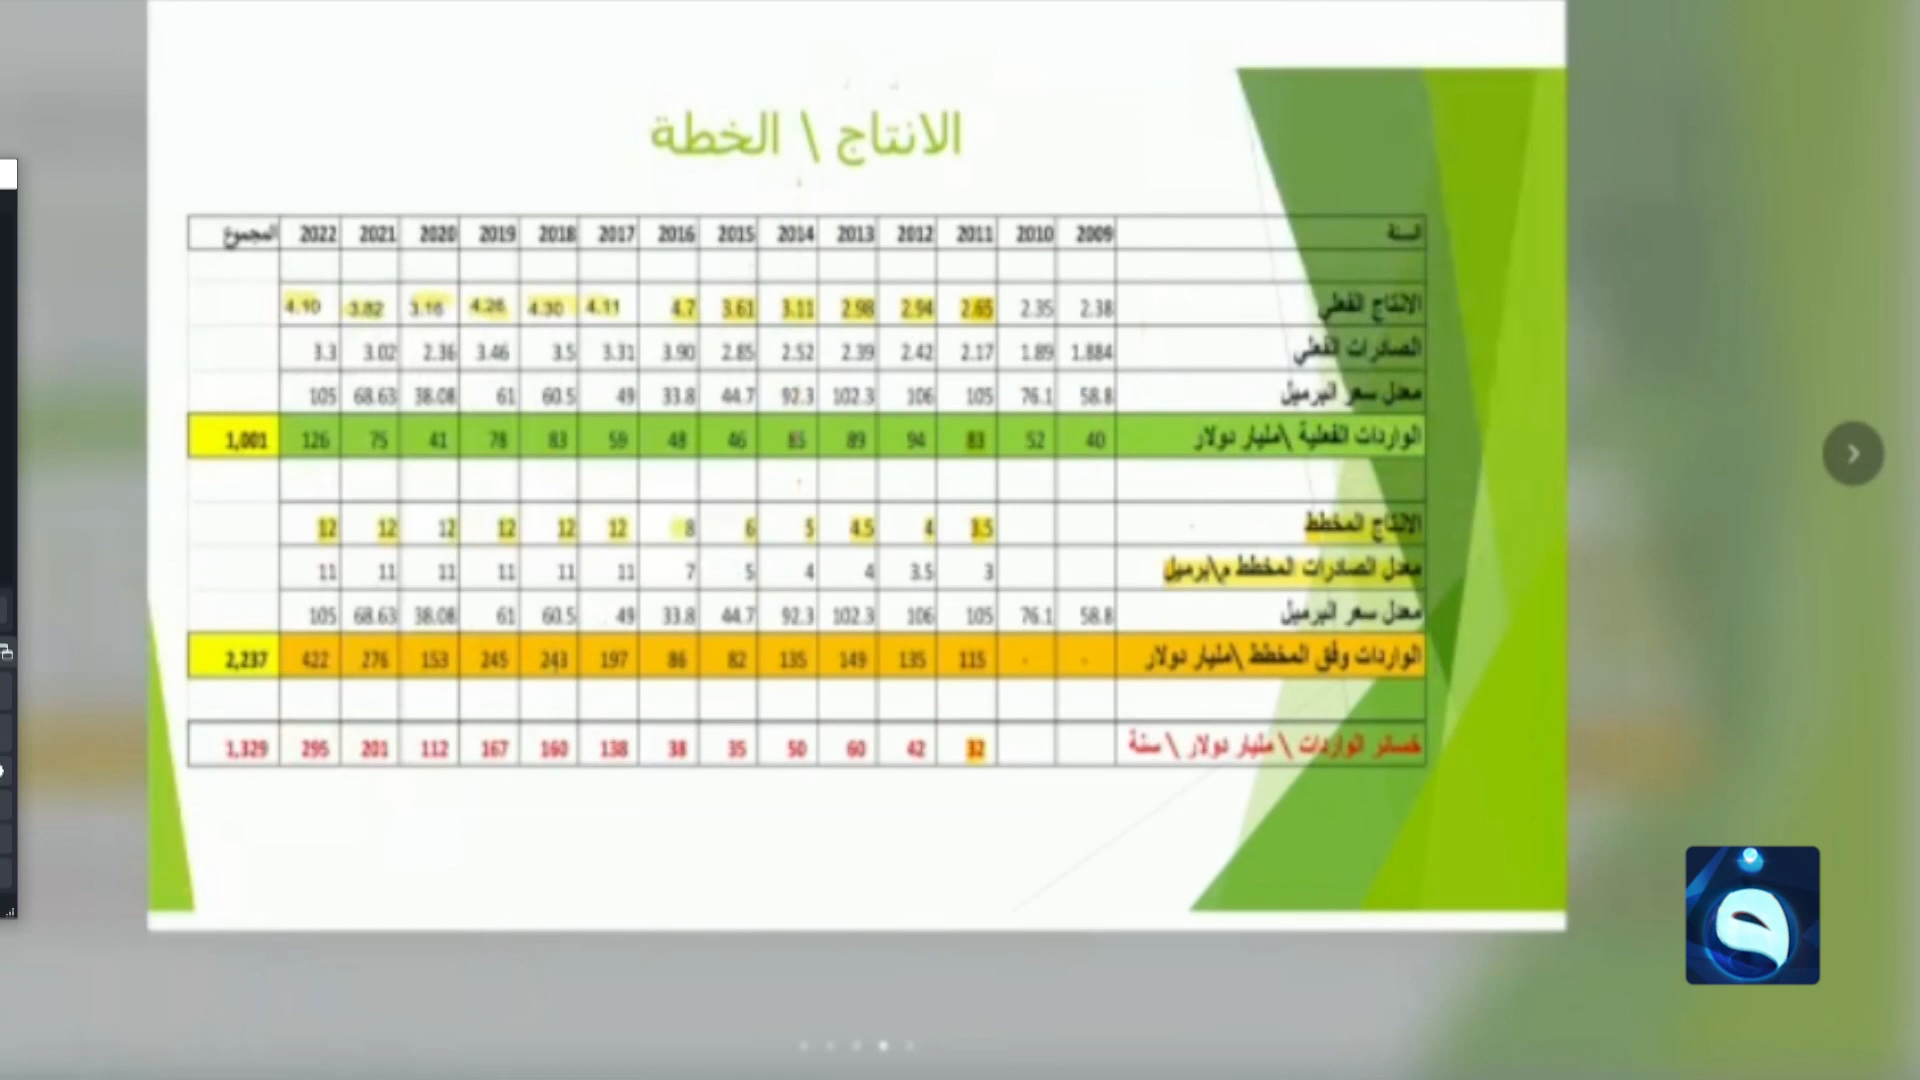 الانتاج \ الخطة
السنة 2009 2010 2011 2012 2013 2014 2015 2016 2017 2018 2019 2020 2021 2022 المجموع
الانتاج الفعلي 2.38 2.35 2.65 2.94 2.98 3.11 3.61 4.7 4.11 4.30 4.26 3.16 3.82 4.10
الصادرات الفعلي 1.884 1.89 2.17 2.42 2.39 2.52 2.85 3.90 3.31 3.5 3.46 2.36 3.02 3.3
معدل سعر البرميل 58.8 76.1 105 106 102.3 92.3 44.7 33.8 49 60.5 61 38.08 68.63 105
الواردات الفعلية \مليار دولار 40 52 83 94 89 85 46 48 59 83 78 41 75 126 1,001
الانتاج المخطط 3.5 4 4.5 5 6 8 12 12 12 12 12 12
معدل الصادرات المخطط م\برميل 3 3.5 4 4 5 7 11 11 11 11 11 11
معدل سعر البرميل 58.8 76.1 105 106 102.3 92.3 44.7 33.8 49 60.5 61 38.08 68.63 105
الواردات وفق المخطط \مليار دولار - - 115 135 149 135 82 86 197 243 245 153 276 422 2,237
خسائر الواردات \ مليار دولار \ سنة 32 42 60 50 35 38 138 160 167 112 201 295 1,329